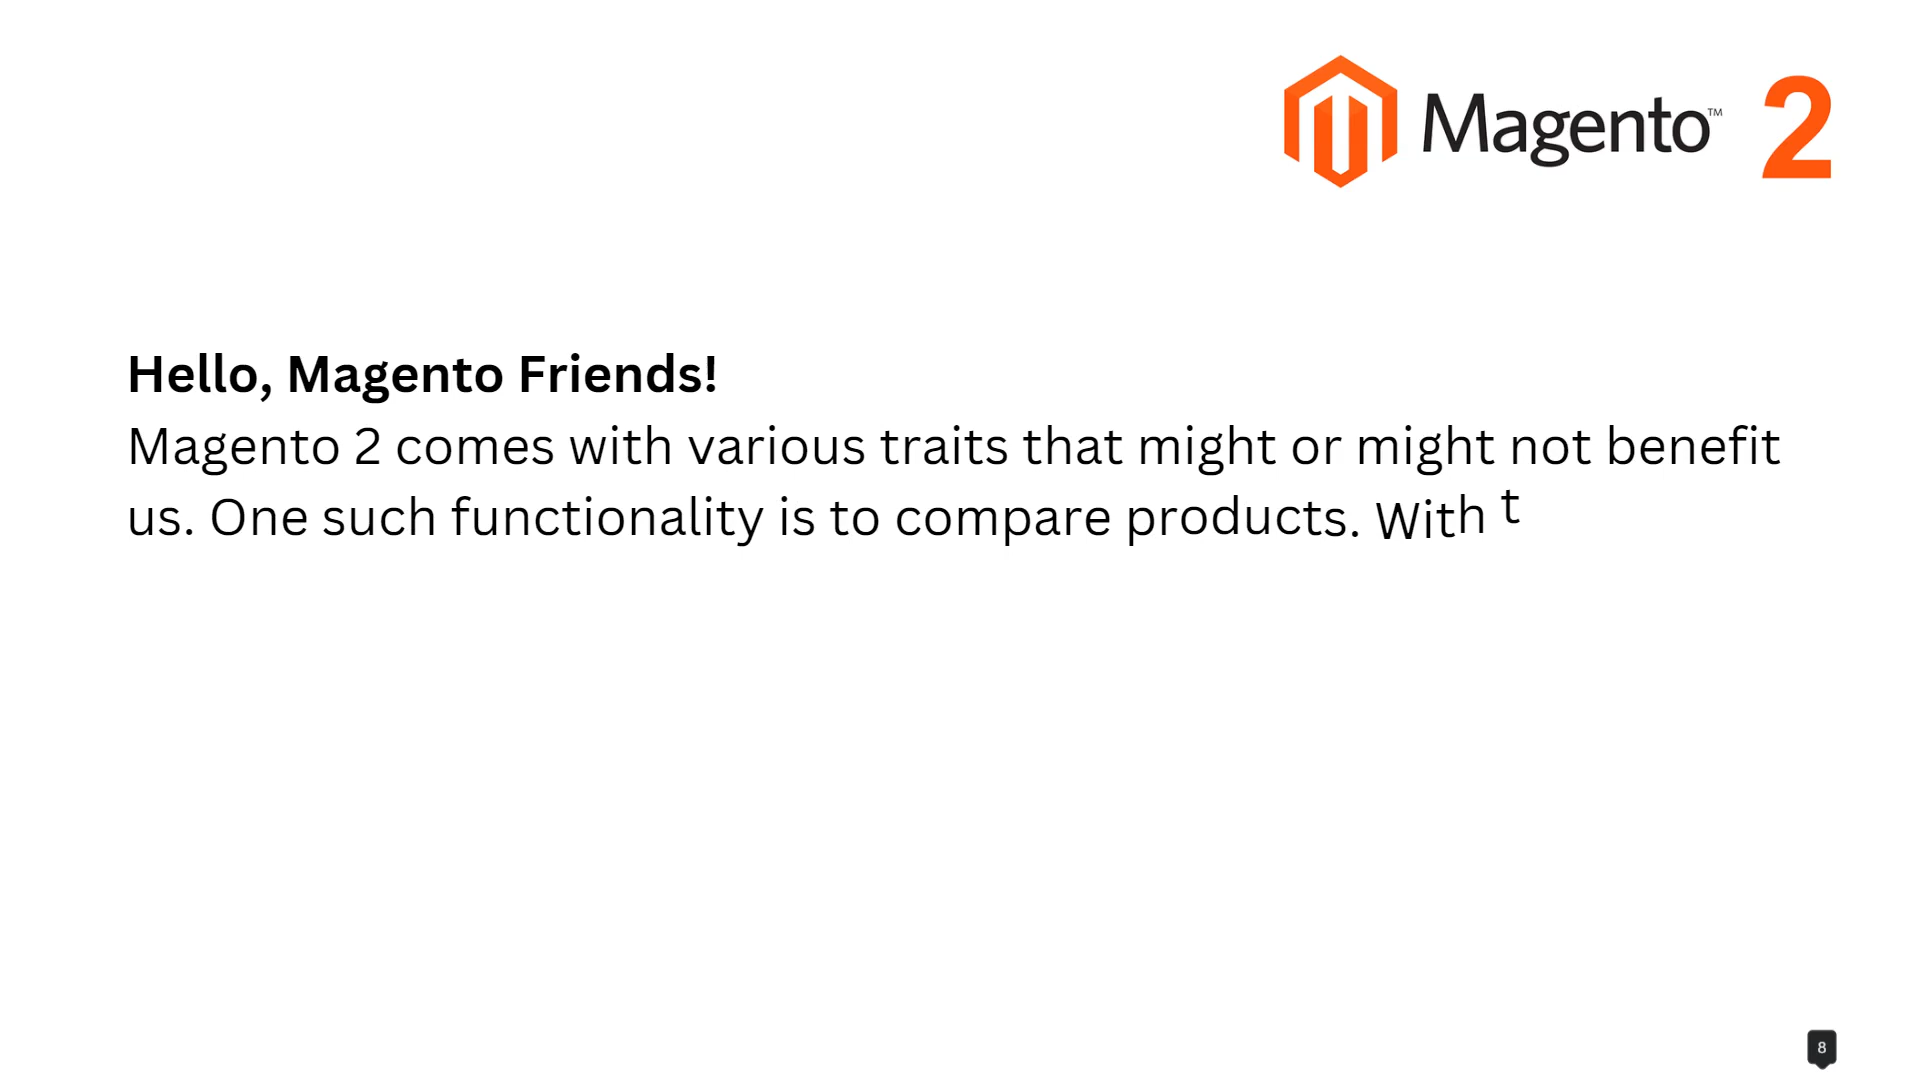 Magento™ 2
Hello, Magento Friends!
Magento 2 comes with various traits that might or might not benefit
us. One such functionality is to compare products. With t
8